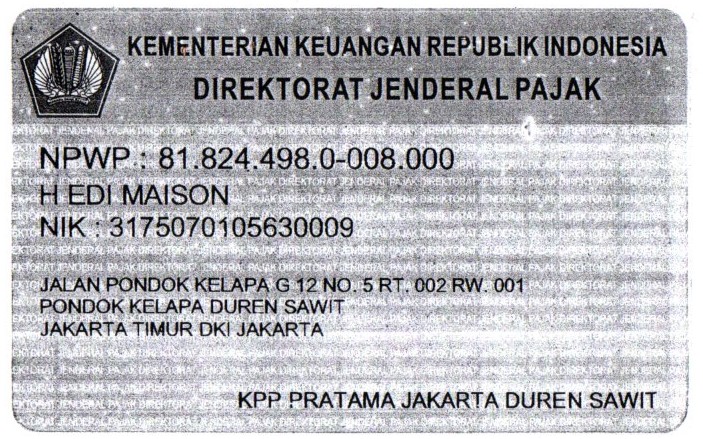 KEMENTERIAN KEUANGAN REPUBLIK INDONESIA
DIREKTORAT JENDERAL PAJAK
NPWP : 81.824.498.0-008.000
H EDI MAISON
NIK : 3175070105630009
JALAN PONDOK KELAPA G 12 NO. 5 RT. 002 RW. 001
PONDOK KELAPA DUREN SAWIT
JAKARTA TIMUR DKI JAKARTA
KPP PRATAMA JAKARTA DUREN SAWIT